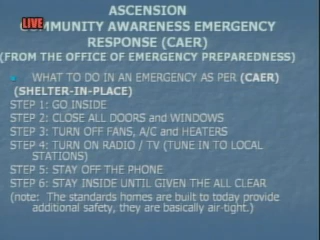 ASCENSION
LIVE
COMMUNITY AWARENESS EMERGENCY
RESPONSE (CAER)
(FROM THE OFFICE OF EMERGENCY PREPAREDNESS)
WHAT TO DO IN AN EMERGENCY AS PER (CAER)
(SHELTER-IN-PLACE)
STEP 1: GO INSIDE
STEP 2: CLOSE ALL DOORS and WINDOWS
STEP 3: TURN OFF FANS, A/C and HEATERS
STEP 4: TURN ON RADIO / TV (TUNE IN TO LOCAL
STATIONS)
STEP 5: STAY OFF THE PHONE
STEP 6: STAY INSIDE UNTIL GIVEN THE ALL CLEAR
(note: The standards homes are built to today provide
additional safety, they are basically air-tight.)